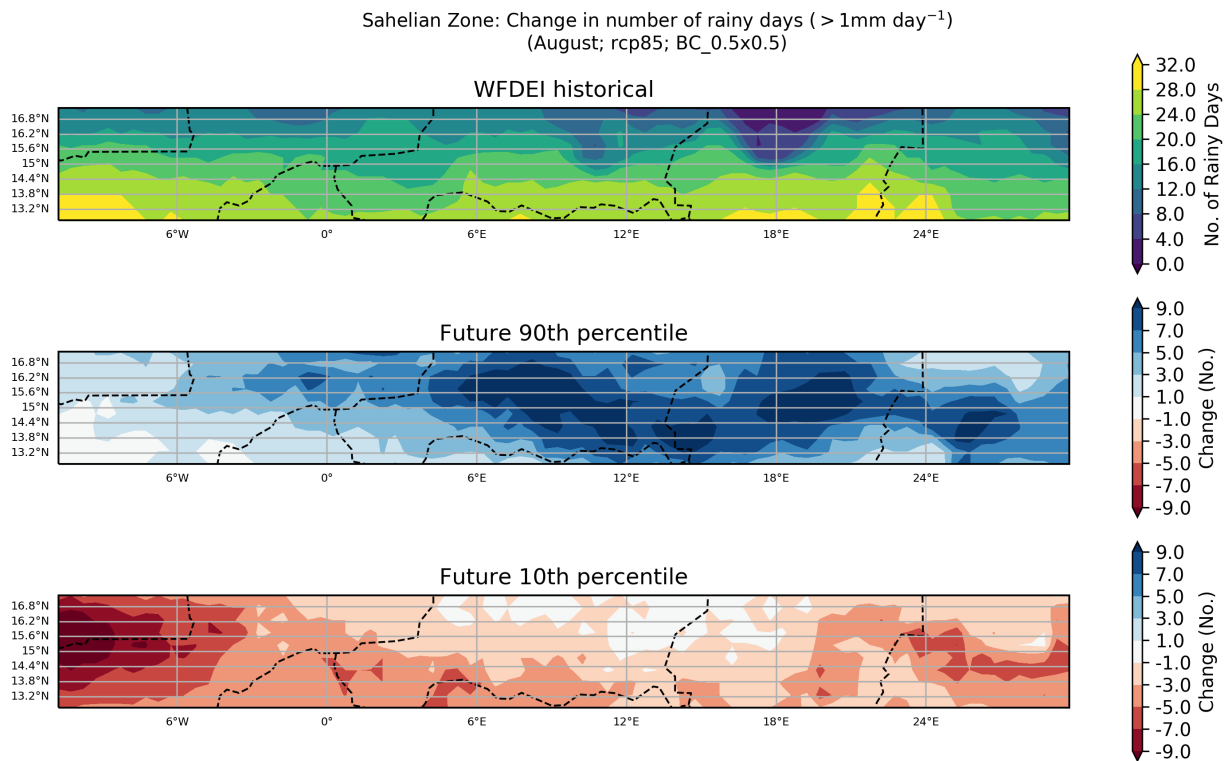 Sahelian Zone: Change in number of rainy days ( > 1mm day⁻¹)
(August; rcp85; BC_0.5x0.5)
WFDEI historical
16.8°N
16.2°N
15.6°N
15°N
14.4°N
13.8°N
13.2°N
6°W
0°
6°E
12°E
18°E
24°E
32.0
28.0
24.0
20.0
16.0
12.0
8.0
4.0
0.0
No. of Rainy Days
Future 90th percentile
16.8°N
16.2°N
15.6°N
15°N
14.4°N
13.8°N
13.2°N
6°W
0°
6°E
12°E
18°E
24°E
9.0
7.0
5.0
3.0
1.0
-1.0
-3.0
-5.0
-7.0
-9.0
Change (No.)
Future 10th percentile
16.8°N
16.2°N
15.6°N
15°N
14.4°N
13.8°N
13.2°N
6°W
0°
6°E
12°E
18°E
24°E
9.0
7.0
5.0
3.0
1.0
-1.0
-3.0
-5.0
-7.0
-9.0
Change (No.)